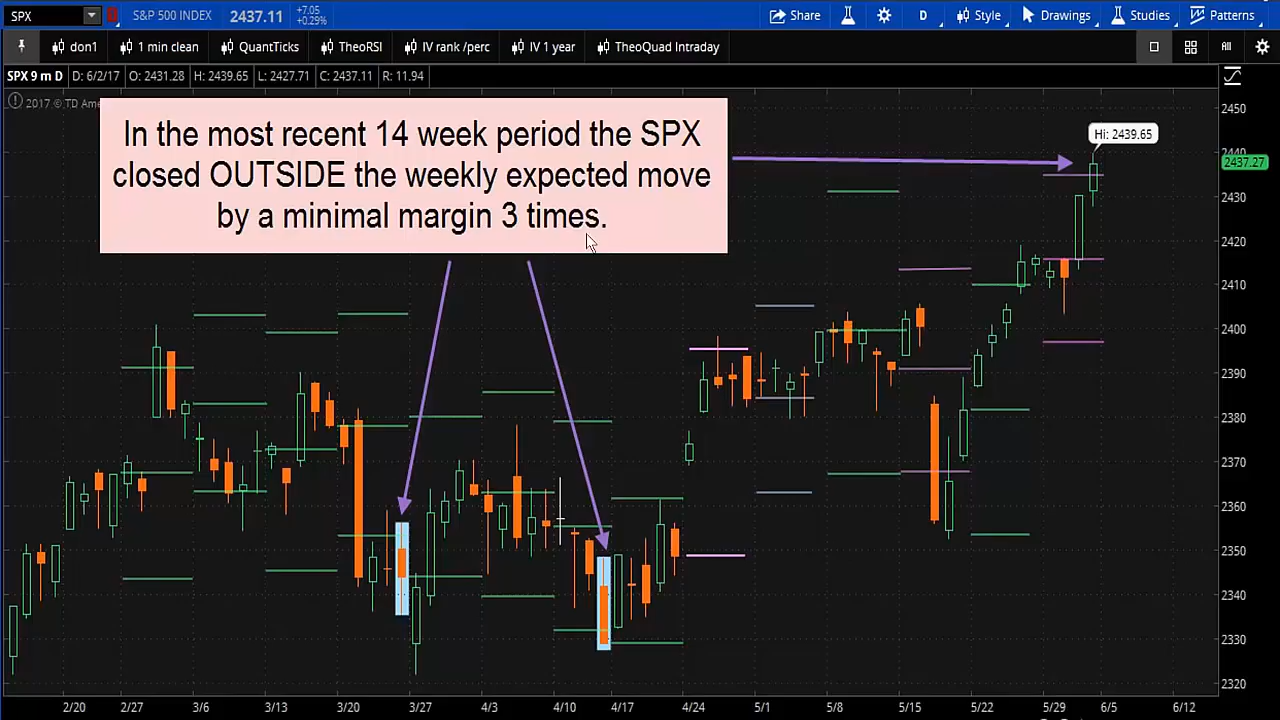 SPX S&P 500 INDEX 2437.11 +7.05 +0.29% Share D Style Drawings Studies Patterns
don1 1 min clean QuantTicks TheoRSI IV rank /perc IV 1 year TheoQuad Intraday All
SPX 9 m D D: 6/2/17 O: 2431.28 H: 2439.65 L: 2427.71 C: 2437.11 R: 11.94
2017 © TD Ame
In the most recent 14 week period the SPX
closed OUTSIDE the weekly expected move
by a minimal margin 3 times.
Hi: 2439.65
2450
2440
2437.27
2430
2420
2410
2400
2390
2380
2370
2360
2350
2340
2330
2320
2/20 2/27 3/6 3/13 3/20 3/27 4/3 4/10 4/17 4/24 5/1 5/8 5/15 5/22 5/29 6/5 6/12